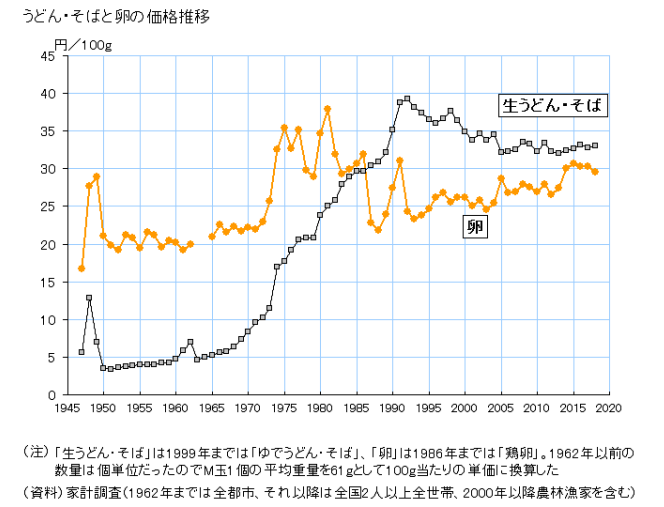 うどん・そばと卵の価格推移
円／100g
45
40
35
30
25
20
15
10
5
0
生うどん・そば
卵
1945 1950 1955 1960 1965 1970 1975 1980 1985 1990 1995 2000 2005 2010 2015 2020
（注）「生うどん・そば」は1999年までは「ゆでうどん・そば」、「卵」は1986年までは「鶏卵」。1962年以前の
数量は個単位だったのでM玉1個の平均重量を61gとして100g当たりの単価に換算した
（資料）家計調査（1962年までは全都市、それ以降は全国2人以上全世帯、2000年以降農林漁家を含む）